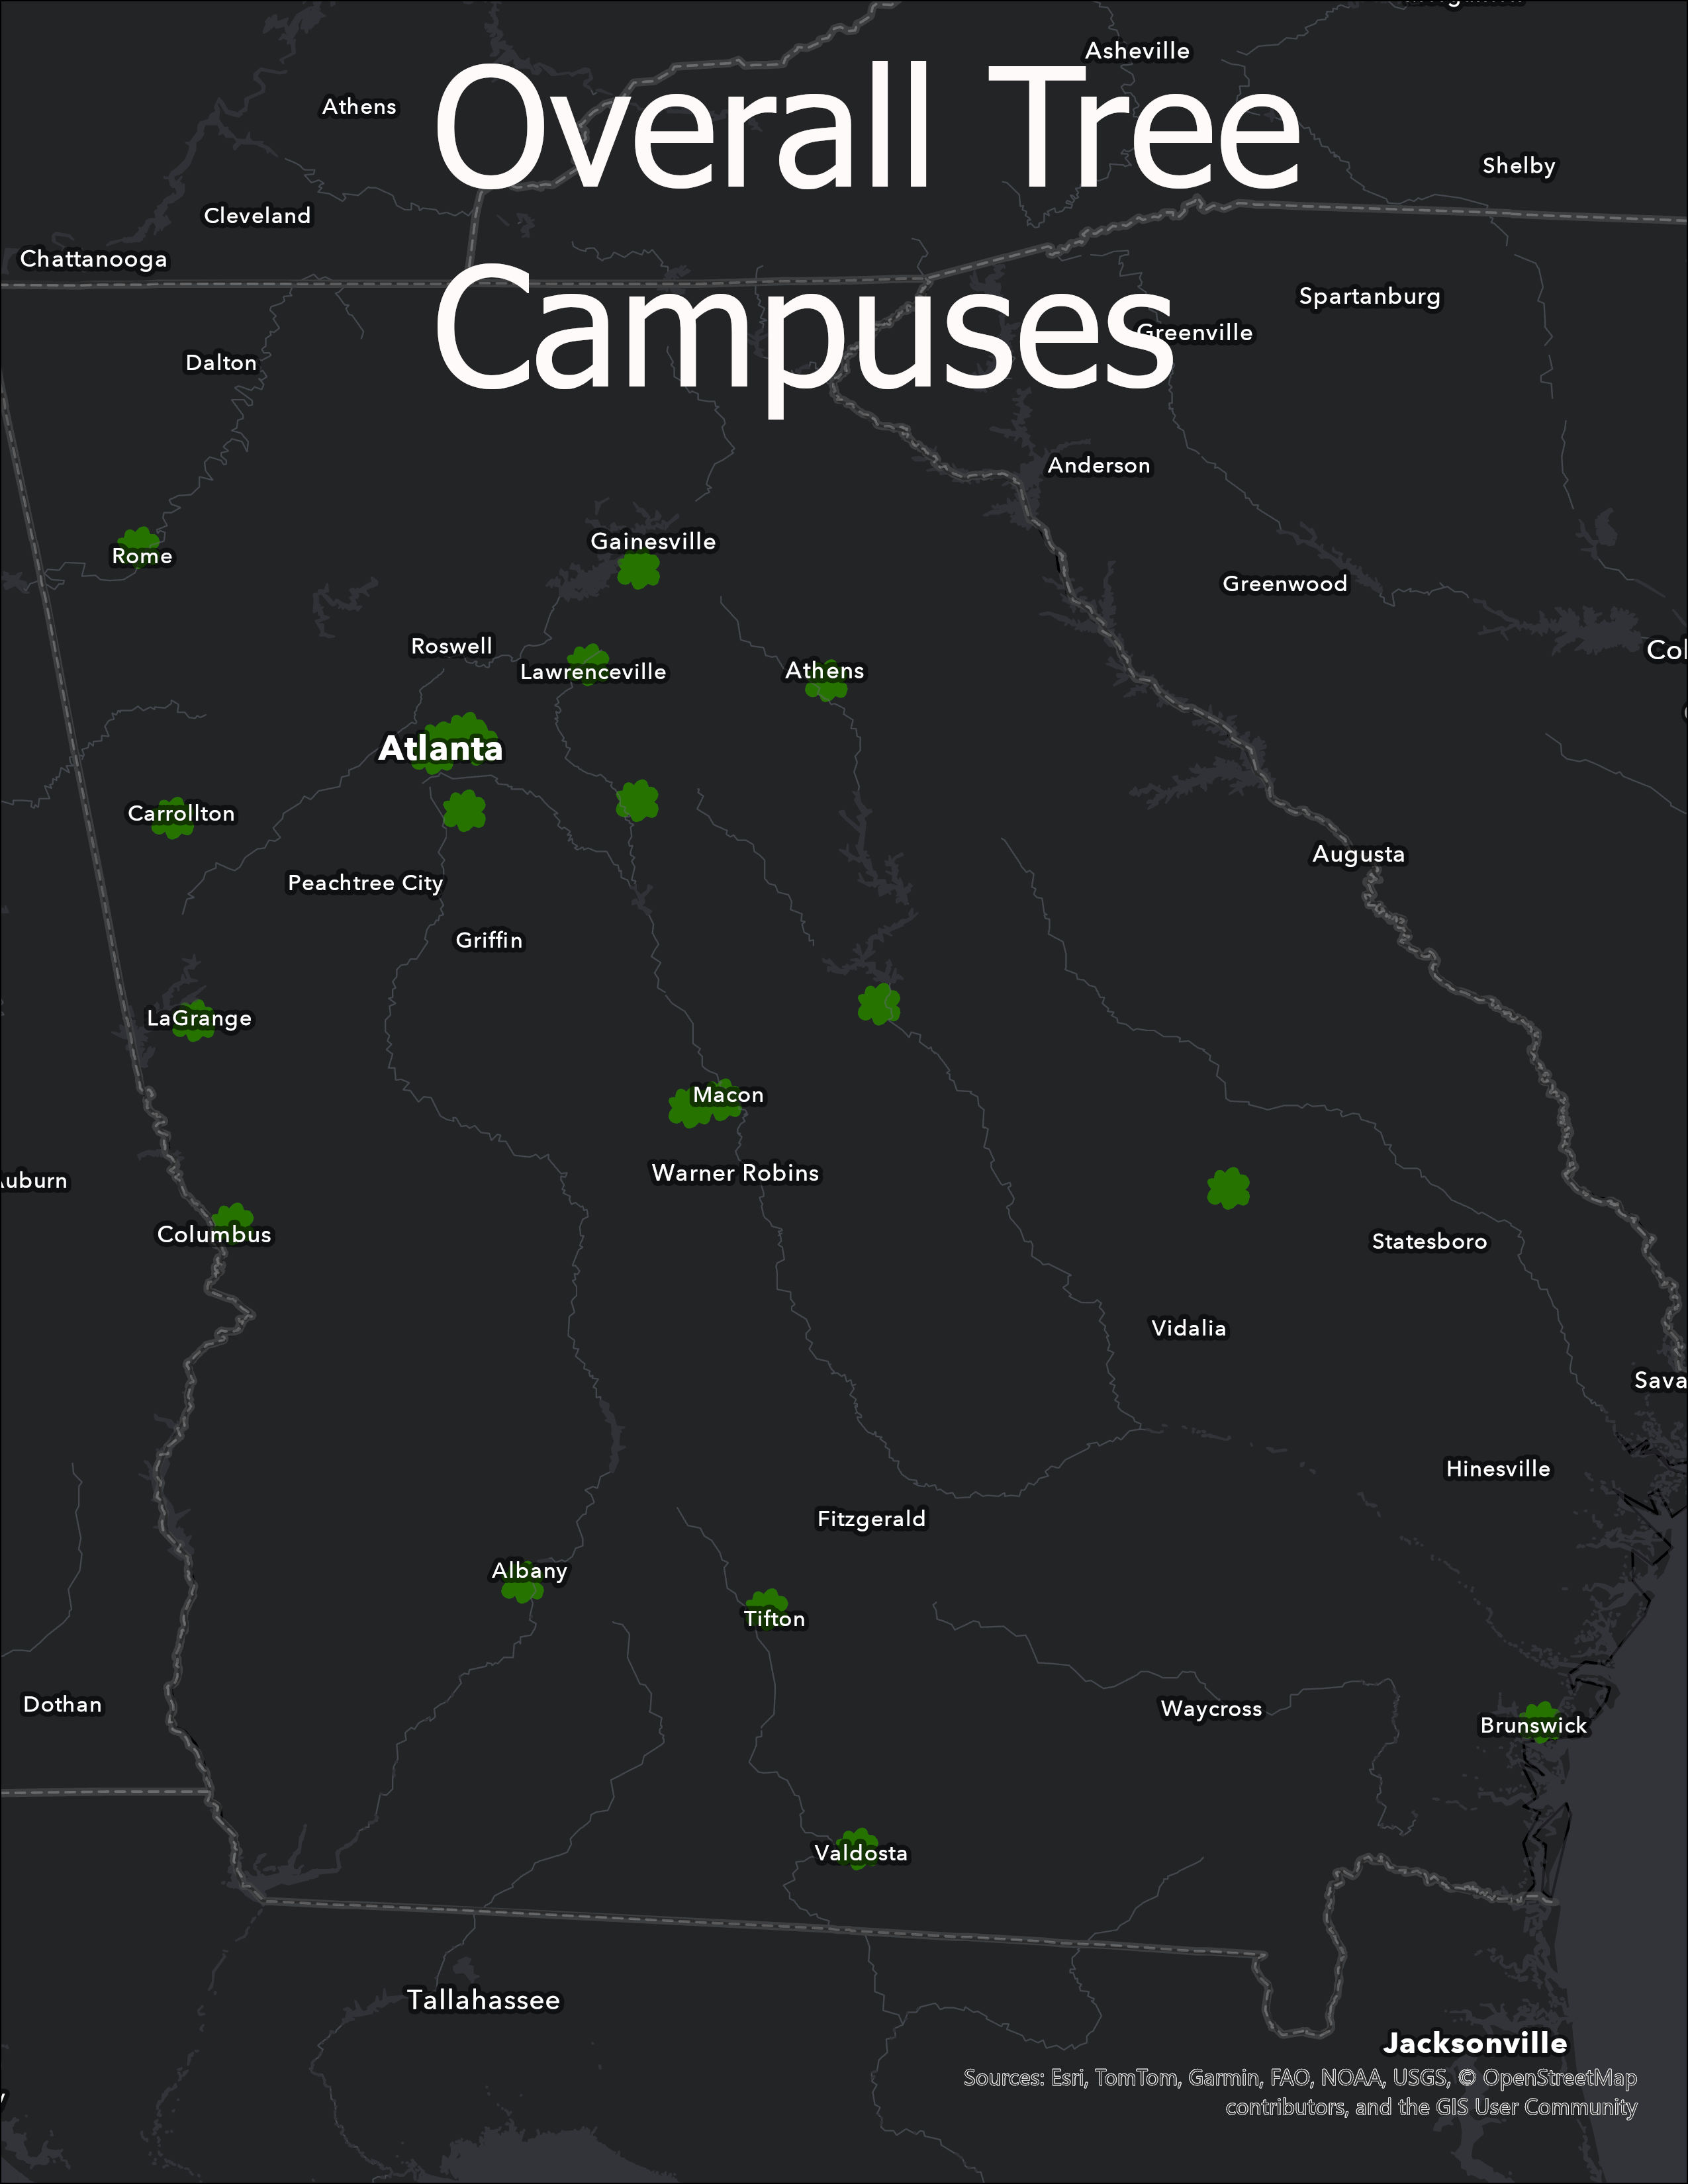 Asheville
Athens
Overall Tree
Shelby
Cleveland
Chattanooga
Campuses
Spartanburg
Greenville
Dalton
Anderson
Rome
Gainesville
Greenwood
Roswell
Lawrenceville
Athens
Col
Atlanta
Carrollton
Augusta
Peachtree City
Griffin
LaGrange
Macon
Warner Robins
uburn
Columbus
Statesboro
Vidalia
Sava
Hinesville
Fitzgerald
Albany
Tifton
Dothan
Waycross
Brunswick
Valdosta
Tallahassee
Jacksonville
Sources: Esri, TomTom, Garmin, FAO, NOAA, USGS, © OpenStreetMap
contributors, and the GIS User Community